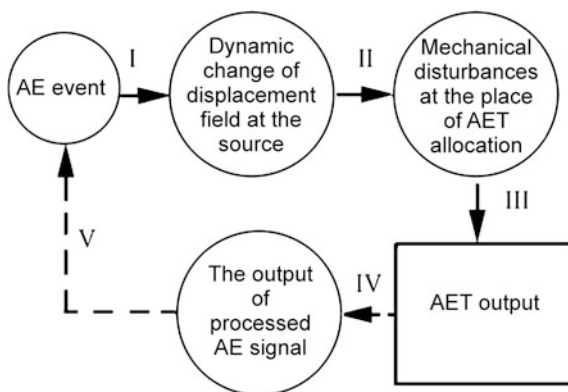 AE event
I
Dynamic
change of
displacement
field at the
source
II
Mechanical
disturbances
at the place
of AET
allocation
III
AET output
IV
The output
of
processed
AE signal
V